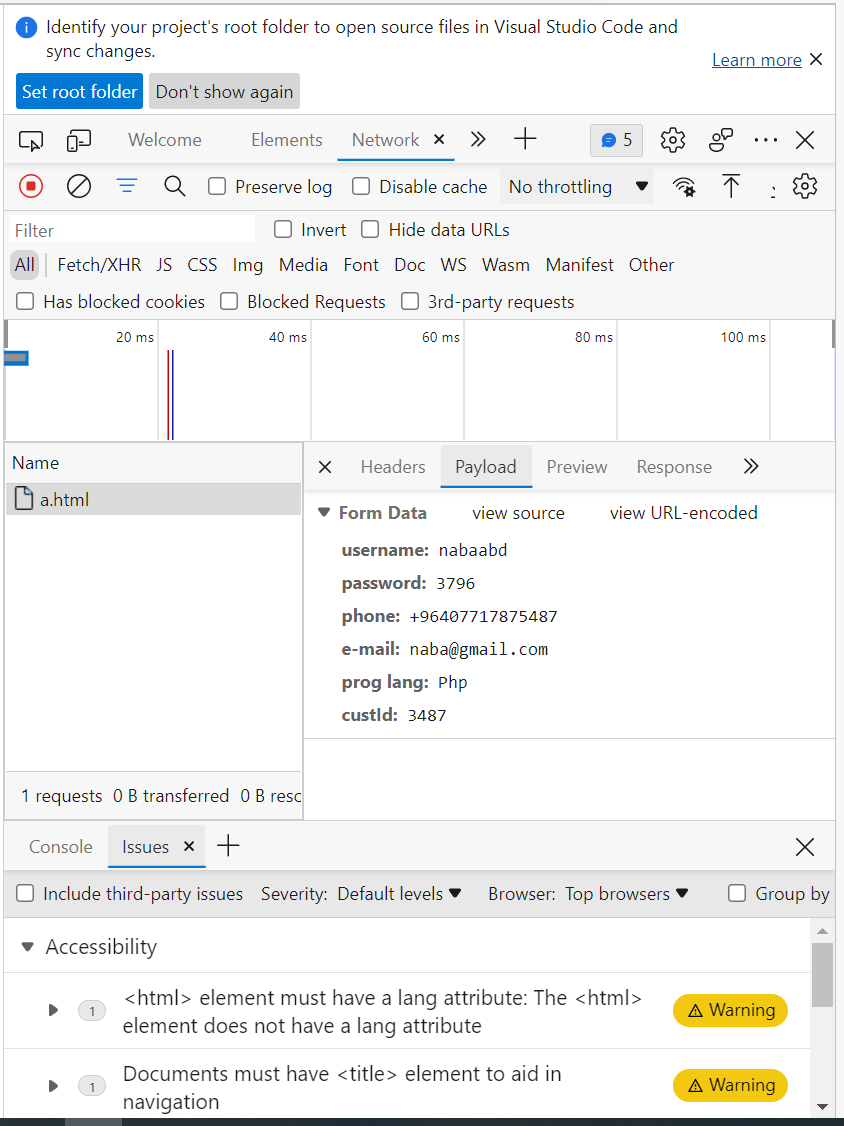 Identify your project's root folder to open source files in Visual Studio Code and
sync changes.
Learn more
Set root folder Don't show again
Welcome Elements Network 5
Preserve log Disable cache No throttling
Filter Invert Hide data URLs
All Fetch/XHR JS CSS Img Media Font Doc WS Wasm Manifest Other
Has blocked cookies Blocked Requests 3rd-party requests
20 ms 40 ms 60 ms 80 ms 100 ms
Name
a.html
1 requests 0 B transferred 0 B resc
Headers Payload Preview Response
Form Data view source view URL-encoded
username: nabaabd
password: 3796
phone: +96407717875487
e-mail: naba@gmail.com
prog lang: Php
custId: 3487
Console Issues
Include third-party issues Severity: Default levels Browser: Top browsers Group by
Accessibility
1 <html> element must have a lang attribute: The <html>
element does not have a lang attribute
Warning
1 Documents must have <title> element to aid in
navigation
Warning